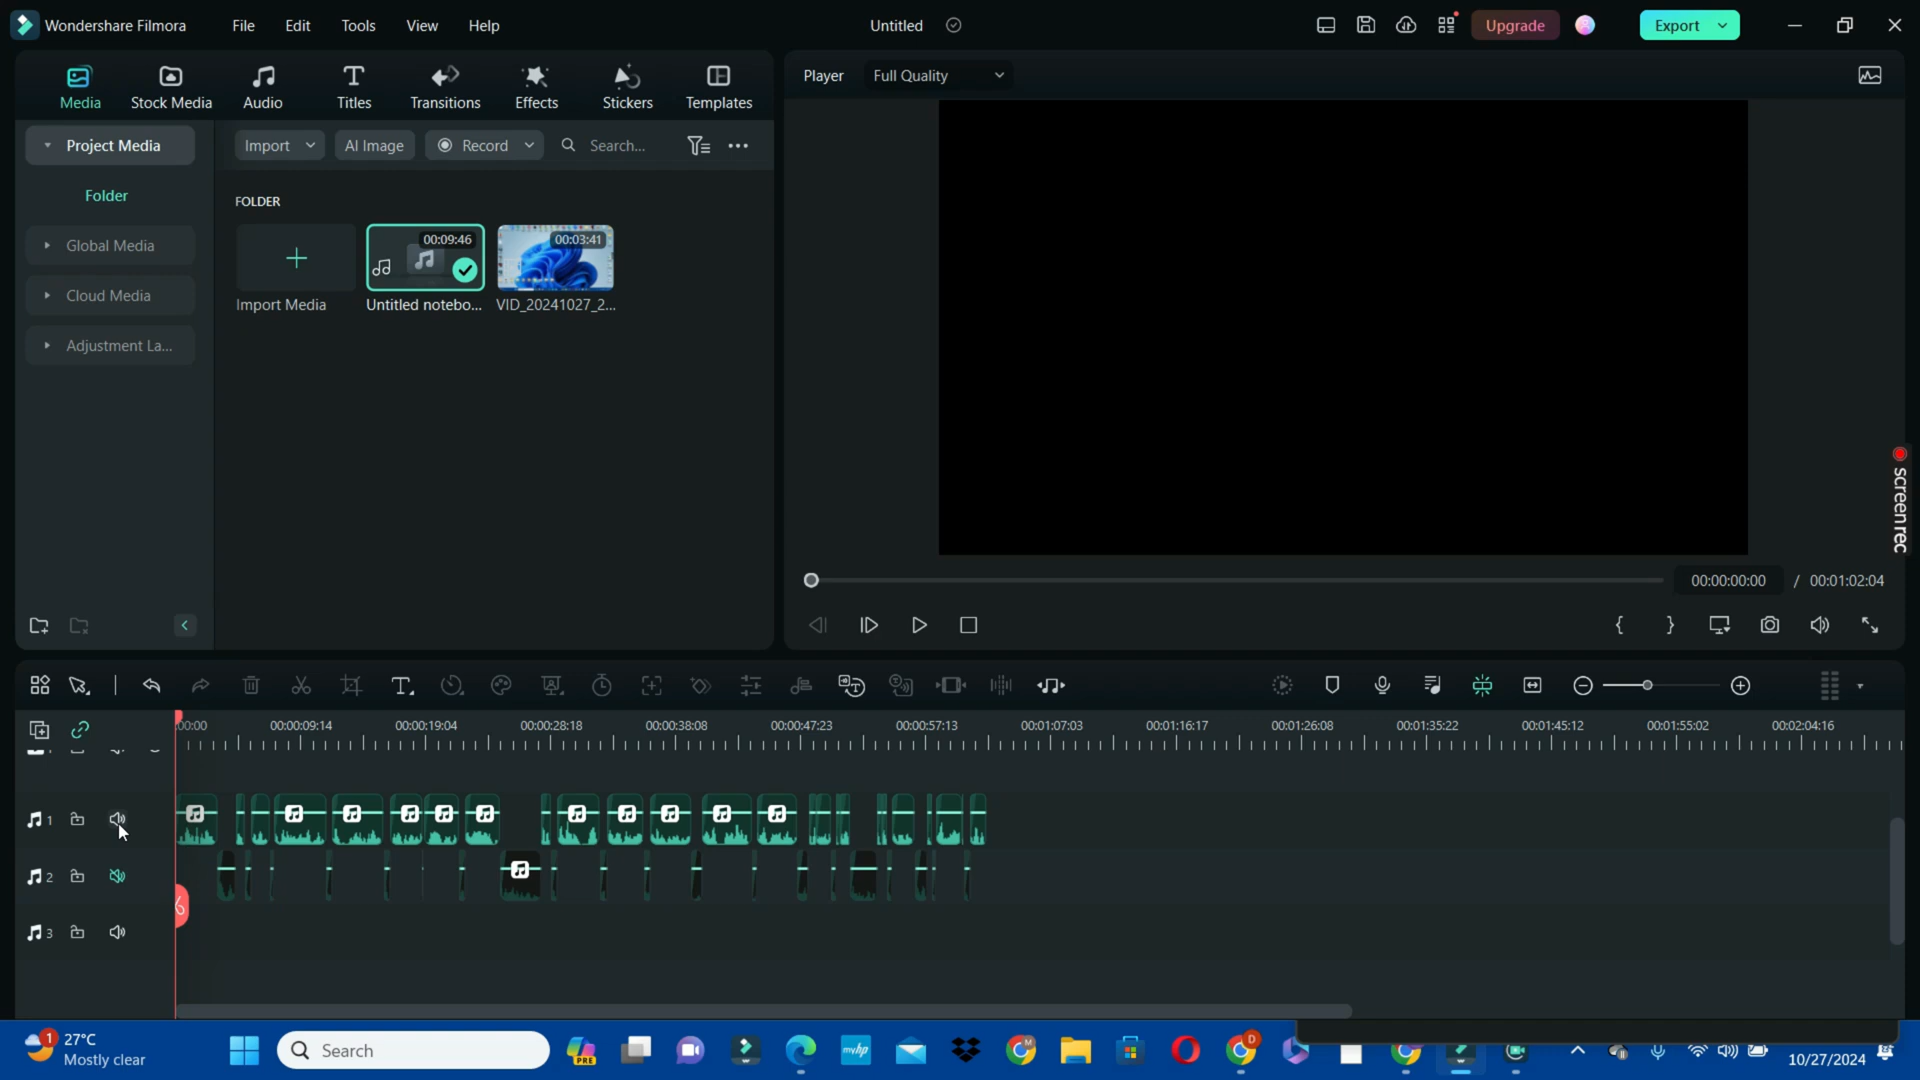 Wondershare Filmora File Edit Tools View Help Untitled Upgrade Export
Media Stock Media Audio Titles Transitions Effects Stickers Templates
Player Full Quality
Project Media
Import AI Image Record Search...
Folder
FOLDER
Global Media
Cloud Media
Adjustment La...
00:09:46
00:03:41
Import Media Untitled notebo... VID_20241027_2...
screenrec
00:00:00:00 / 00:01:02:04
:00:00 00:00:09:14 00:00:19:04 00:00:28:18 00:00:38:08 00:00:47:23 00:00:57:13 00:01:07:03 00:01:16:17 00:01:26:08 00:01:35:22 00:01:45:12 00:01:55:02 00:02:04:16
1
2
3
1
27°C
Mostly clear
Search
PRE
myhp
M
D
10/27/2024